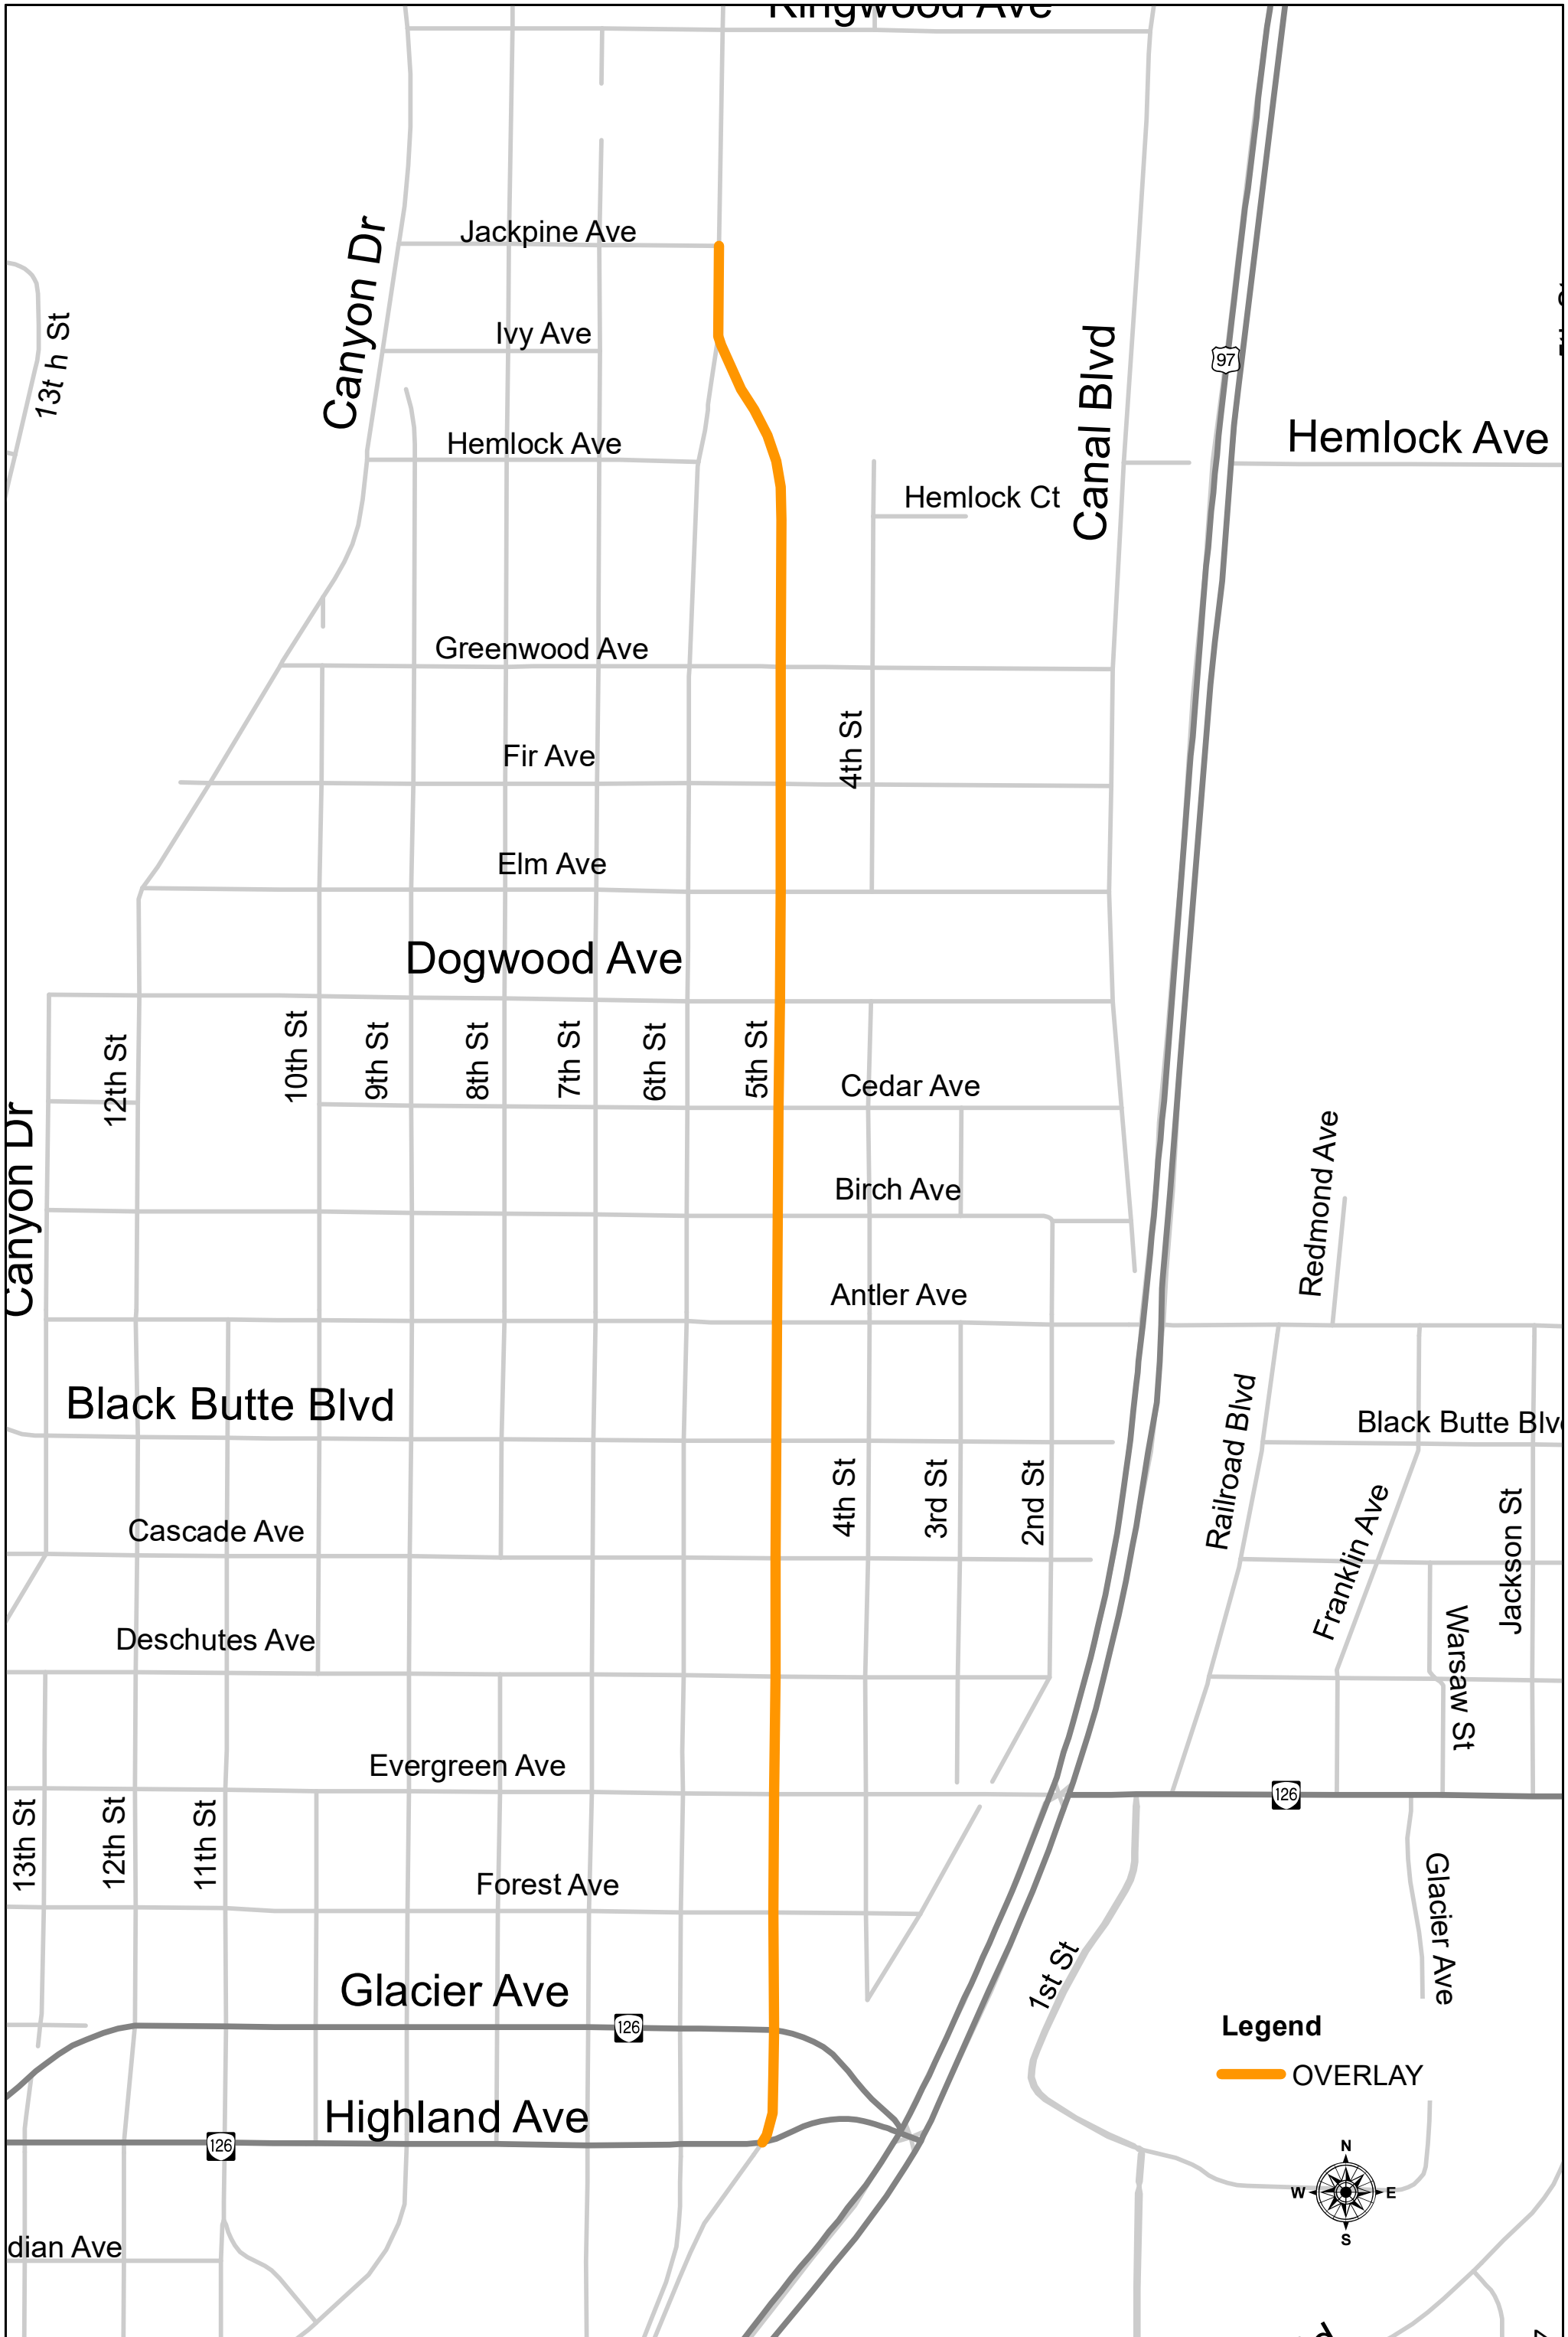 Kingwood Ave
Jackpine Ave
Canyon Dr
13t h St
Ivy Ave
Canal Blvd
97
Hemlock Ave
Hemlock Ave
Hemlock Ct
Greenwood Ave
4th St
Fir Ave
Elm Ave
Dogwood Ave
12th St
10th St
9th St
8th St
7th St
6th St
5th St
Cedar Ave
Canyon Dr
Birch Ave
Redmond Ave
Antler Ave
Black Butte Blvd
Railroad Blvd
Black Butte Blv
4th St
3rd St
2nd St
Franklin Ave
Jackson St
Cascade Ave
Deschutes Ave
Warsaw St
Evergreen Ave
126
13th St
12th St
11th St
Forest Ave
Glacier Ave
1st St
Glacier Ave
126
Legend
OVERLAY
Highland Ave
126
N
W
E
S
dian Ave